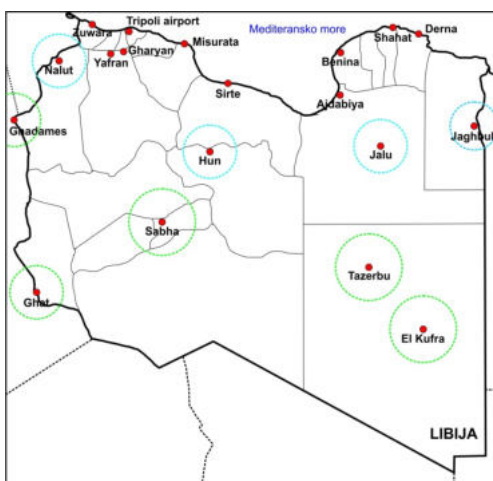 Tripoli airport
Zuwara
Mediteransko more
Shahat
Derna
Misurata
Gharyan
Yafran
Benina
Nalut
Sirte
Ajdabiya
Ghadames
Jaghbub
Hun
Jalu
Sabha
Tazerbu
Ghat
El Kufra
LIBIJA